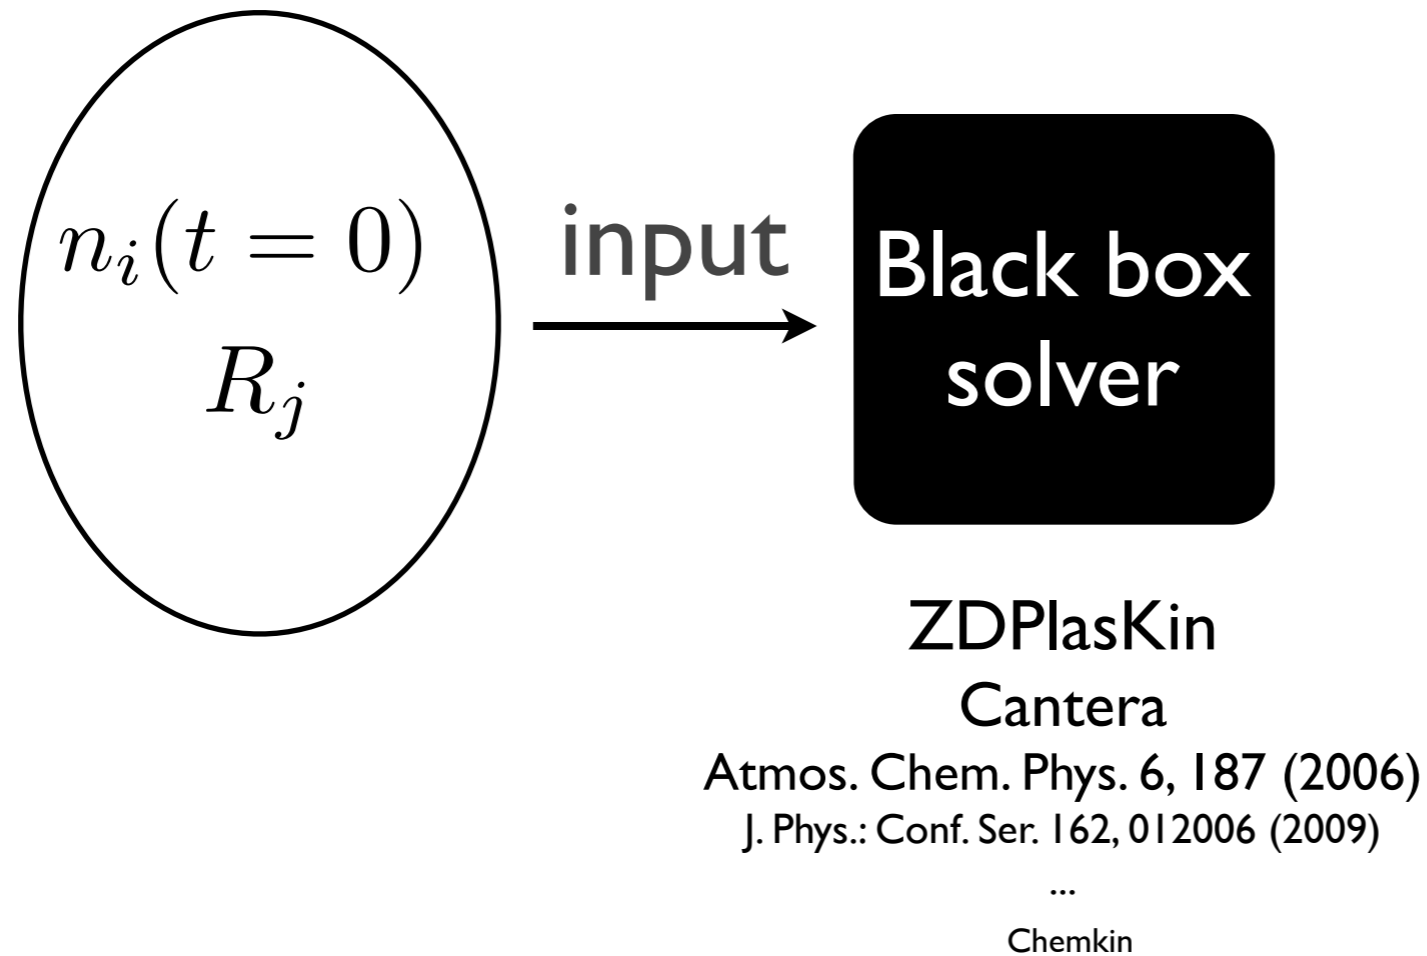 n_i(t = 0)
R_j
input
Black box
solver
ZDPlasKin
Cantera
Atmos. Chem. Phys. 6, 187 (2006)
J. Phys.: Conf. Ser. 162, 012006 (2009)
...
Chemkin